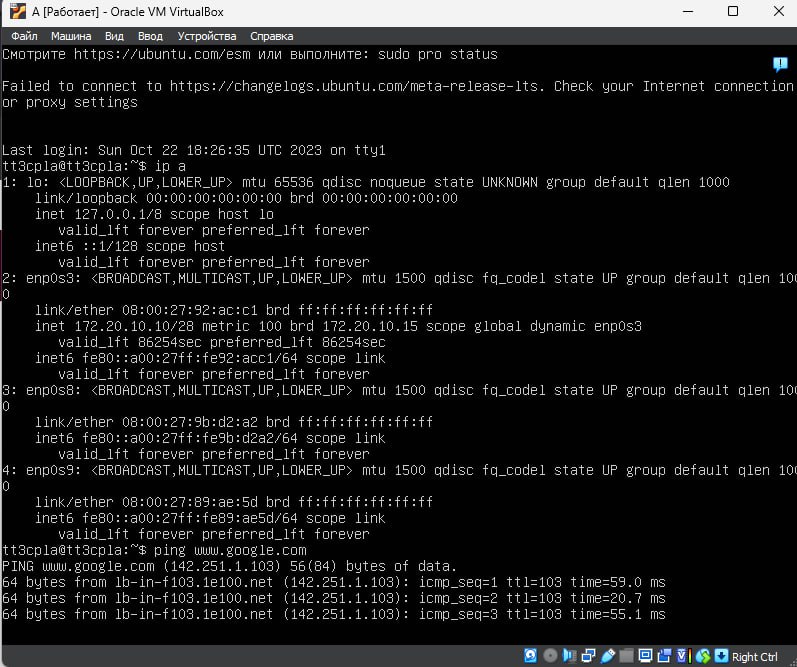 A [Работает] - Oracle VM VirtualBox
Файл Машина Вид Ввод Устройства Справка
Смотрите https://ubuntu.com/esm или выполните: sudo pro status
Failed to connect to https://changelogs.ubuntu.com/meta-release-lts. Check your Internet connection
or proxy settings
Last login: Sun Oct 22 18:26:35 UTC 2023 on tty1
tt3cpla@tt3cpla:~$ ip a
1: lo: <LOOPBACK,UP,LOWER_UP> mtu 65536 qdisc noqueue state UNKNOWN group default qlen 1000
link/loopback 00:00:00:00:00:00 brd 00:00:00:00:00:00
inet 127.0.0.1/8 scope host lo
valid_lft forever preferred_lft forever
inet6 ::1/128 scope host
valid_lft forever preferred_lft forever
2: enp0s3: <BROADCAST,MULTICAST,UP,LOWER_UP> mtu 1500 qdisc fq_codel state UP group default qlen 100
0
link/ether 08:00:27:92:ac:c1 brd ff:ff:ff:ff:ff:ff
inet 172.20.10.10/28 metric 100 brd 172.20.10.15 scope global dynamic enp0s3
valid_lft 86254sec preferred_lft 86254sec
inet6 fe80::a00:27ff:fe92:acc1/64 scope link
valid_lft forever preferred_lft forever
3: enp0s8: <BROADCAST,MULTICAST,UP,LOWER_UP> mtu 1500 qdisc fq_codel state UP group default qlen 100
0
link/ether 08:00:27:9b:d2:a2 brd ff:ff:ff:ff:ff:ff
inet6 fe80::a00:27ff:fe9b:d2a2/64 scope link
valid_lft forever preferred_lft forever
4: enp0s9: <BROADCAST,MULTICAST,UP,LOWER_UP> mtu 1500 qdisc fq_codel state UP group default qlen 100
0
link/ether 08:00:27:89:ae:5d brd ff:ff:ff:ff:ff:ff
inet6 fe80::a00:27ff:fe89:ae5d/64 scope link
valid_lft forever preferred_lft forever
tt3cpla@tt3cpla:~$ ping www.google.com
PING www.google.com (142.251.1.103) 56(84) bytes of data.
64 bytes from lb-in-f103.1e100.net (142.251.1.103): icmp_seq=1 ttl=103 time=59.0 ms
64 bytes from lb-in-f103.1e100.net (142.251.1.103): icmp_seq=2 ttl=103 time=20.7 ms
64 bytes from lb-in-f103.1e100.net (142.251.1.103): icmp_seq=3 ttl=103 time=55.1 ms
Right Ctrl